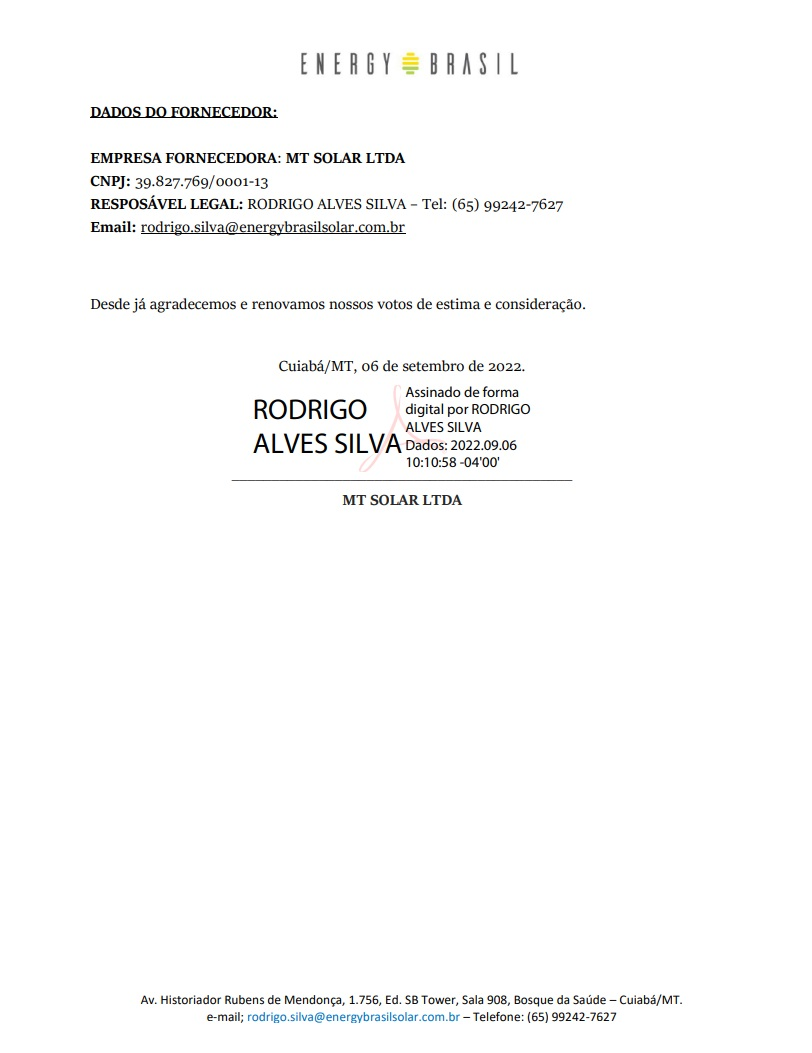 ENERGY BRASIL
DADOS DO FORNECEDOR:
EMPRESA FORNECEDORA: MT SOLAR LTDA
CNPJ: 39.827.769/0001-13
RESPOSÁVEL LEGAL: RODRIGO ALVES SILVA – Tel: (65) 99242-7627
Email: rodrigo.silva@energybrasilsolar.com.br
Desde já agradecemos e renovamos nossos votos de estima e consideração.
Cuiabá/MT, 06 de setembro de 2022.
RODRIGO
ALVES SILVA
Assinado de forma
digital por RODRIGO
ALVES SILVA
Dados: 2022.09.06
10:10:58 -04'00'
MT SOLAR LTDA
Av. Historiador Rubens de Mendonça, 1.756, Ed. SB Tower, Sala 908, Bosque da Saúde – Cuiabá/MT.
e-mail; rodrigo.silva@energybrasilsolar.com.br – Telefone: (65) 99242-7627